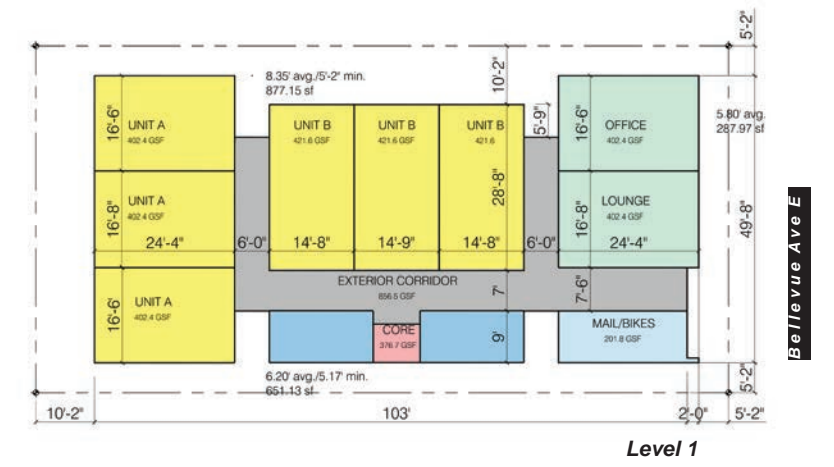 5'-2"
8.35' avg./5'-2" min.
877.15 sf
10'-2"
16'-6"
UNIT A
402.4 GSF
UNIT B
421.6 GSF
UNIT B
421.6 GSF
UNIT B
421.6
5'-9"
16'-6"
OFFICE
402.4 GSF
5.80' avg.
287.97 sf
16'-8"
UNIT A
402.4 GSF
28'-8"
16'-8"
LOUNGE
402.4 GSF
49'-8"
Bellevue Ave E
24'-4"
6'-0"
14'-8"
14'-9"
14'-8"
6'-0"
24'-4"
EXTERIOR CORRIDOR
856.5 GSF
7'
7'-6"
16'-6'
UNIT A
402.4 GSF
CORE
376.7 GSF
9'
MAIL/BIKES
201.8 GSF
6.20' avg./5.17' min.
651.13 sf
5'-2"
10'-2"
103'
2'-0"
5'-2"
Level 1